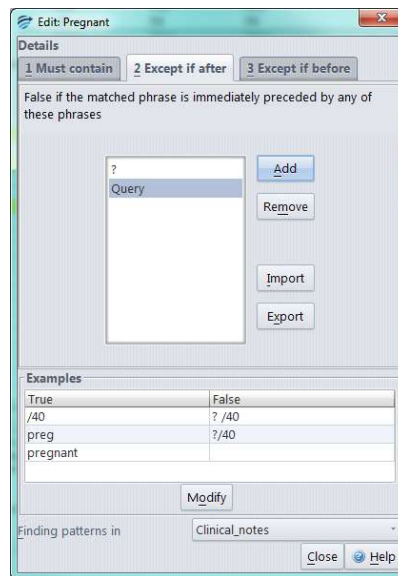 Edit: Pregnant
Details
1 Must contain 2 Except if after 3 Except if before
False if the matched phrase is immediately preceded by any of
these phrases
?
Query
Add
Remove
Import
Export
Examples
True False
/40 ? /40
preg ?/40
pregnant
Modify
Finding patterns in Clinical_notes
Close Help